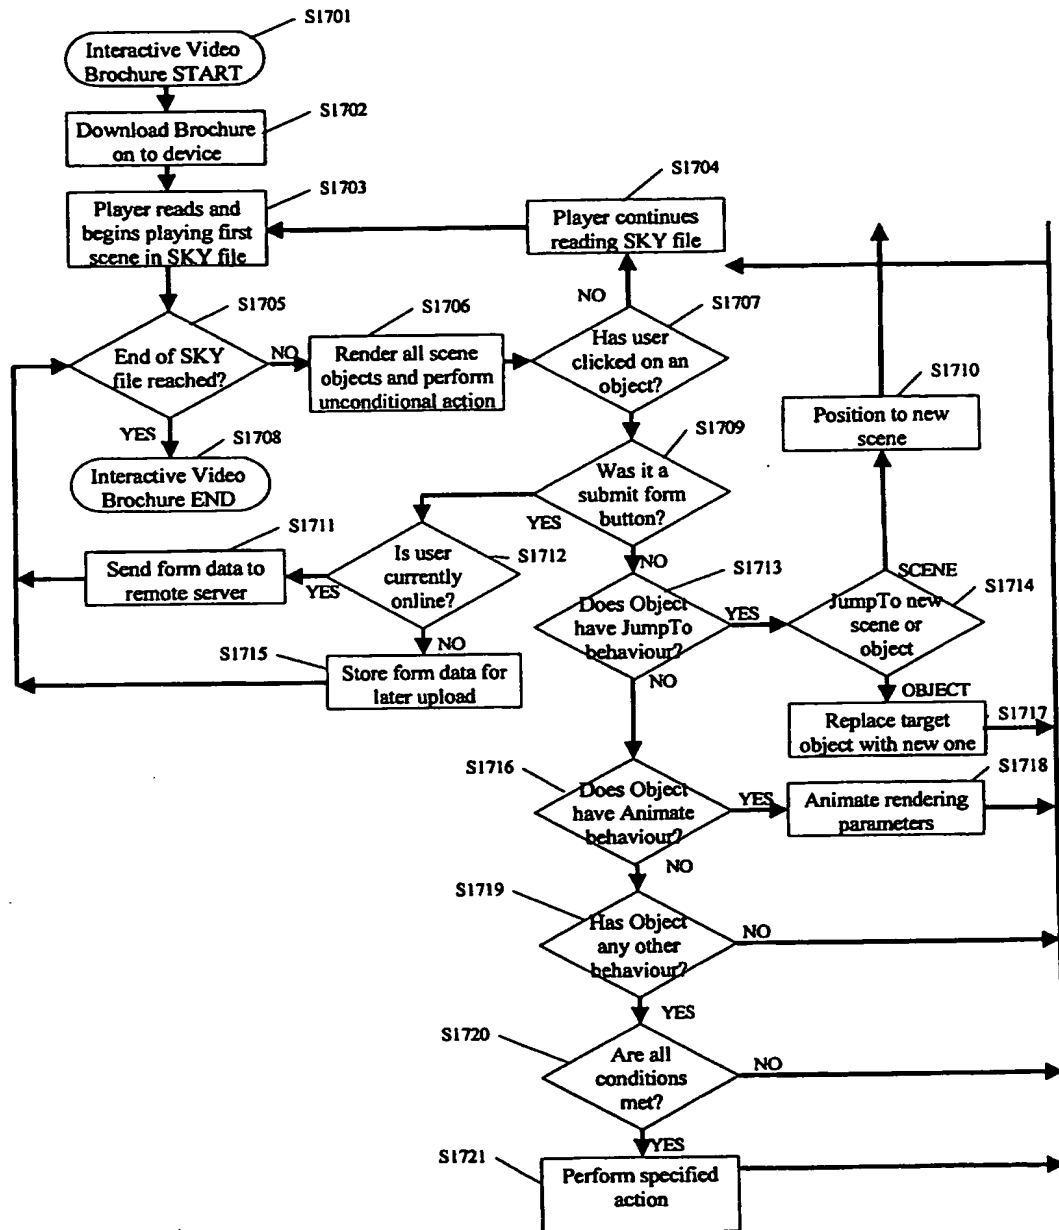 S1701
Interactive Video
Brochure START
S1702
Download Brochure
on to device
S1703
Player reads and
begins playing first
scene in SKY file
S1704
Player continues
reading SKY file
NO
S1705
End of SKY
file reached?
NO
YES
S1706
Render all scene
objects and perform
unconditional action
S1707
Has user
clicked on an
object?
S1708
Interactive Video
Brochure END
S1709
Was it a
submit form
button?
YES
NO
S1710
Position to new
scene
S1711
Send form data to
remote server
YES
S1712
Is user
currently
online?
NO
S1713
Does Object
have JumpTo
behaviour?
YES
NO
SCENE
S1714
JumpTo new
scene or
object
OBJECT
S1715
Store form data for
later upload
S1717
Replace target
object with new one
S1716
Does Object
have Animate
behaviour?
YES
NO
S1718
Animate rendering
parameters
S1719
Has Object
any other
behaviour?
NO
YES
S1720
Are all
conditions
met?
NO
YES
S1721
Perform specified
action